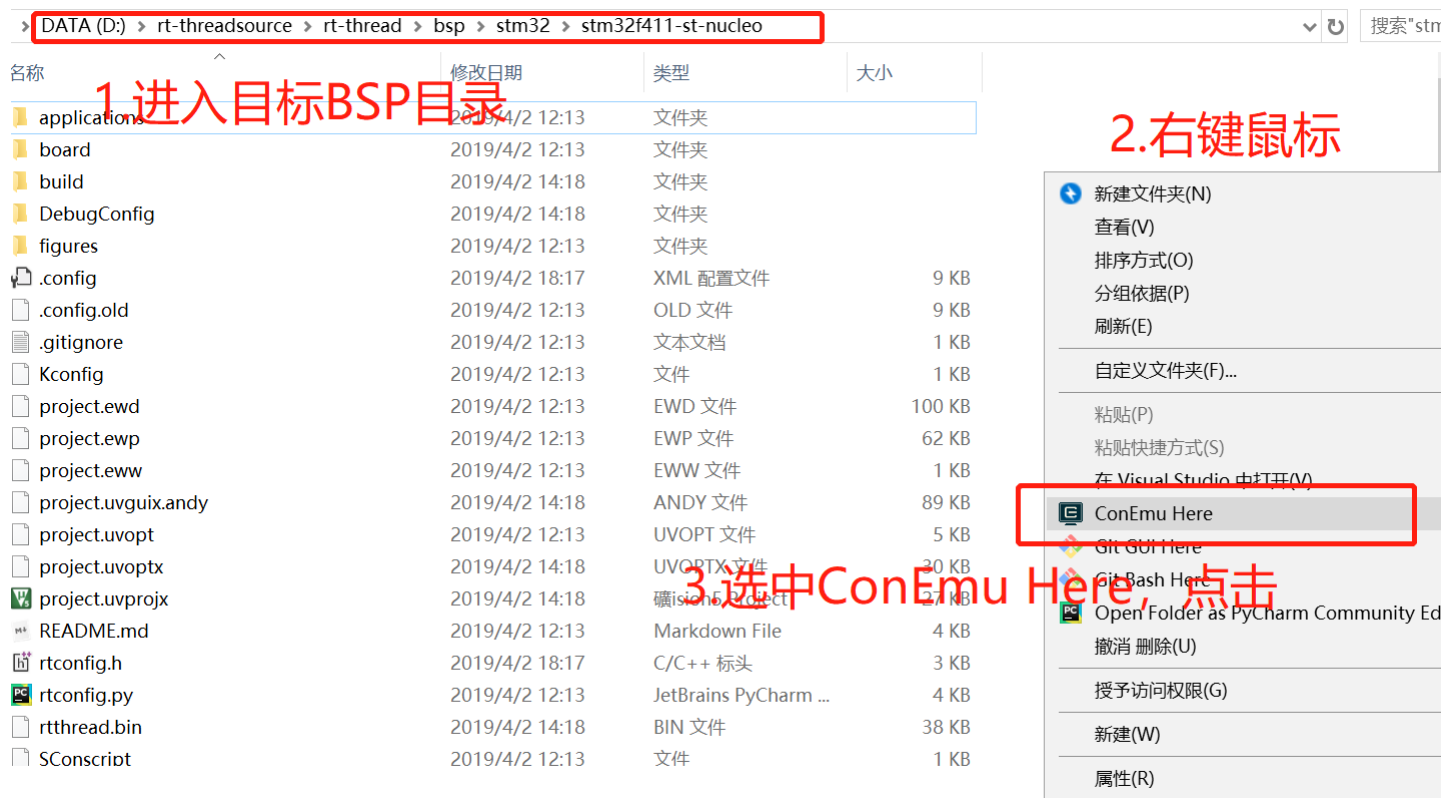 DATA (D:) > rt-threadsource > rt-thread > bsp > stm32 > stm32f411-st-nucleo
搜索"stm
名称 修改日期 类型 大小
1.进入目标BSP目录
applications 2019/4/2 12:13 文件夹
2.右键鼠标
board 2019/4/2 12:13 文件夹
build 2019/4/2 14:18 文件夹
DebugConfig 2019/4/2 14:18 文件夹
figures 2019/4/2 12:13 文件夹
.config 2019/4/2 18:17 XML 配置文件 9 KB
.config.old 2019/4/2 12:13 OLD 文件 9 KB
.gitignore 2019/4/2 12:13 文本文档 1 KB
Kconfig 2019/4/2 12:13 文件 1 KB
project.ewd 2019/4/2 12:13 EWD 文件 100 KB
project.ewp 2019/4/2 12:13 EWP 文件 62 KB
project.eww 2019/4/2 12:13 EWW 文件 1 KB
project.uvguix.andy 2019/4/2 14:18 ANDY 文件 89 KB
project.uvopt 2019/4/2 12:13 UVOPT 文件 5 KB
project.uvoptx 2019/4/2 14:18 UVOPTX 文件 30 KB
project.uvprojx 2019/4/2 14:18 礦ision5 Project 27 KB
README.md 2019/4/2 12:13 Markdown File 4 KB
rtconfig.h 2019/4/2 18:17 C/C++ 标头 3 KB
rtconfig.py 2019/4/2 12:13 JetBrains PyCharm ... 4 KB
rtthread.bin 2019/4/2 14:18 BIN 文件 38 KB
SConscript 2019/4/2 12:13 文件 1 KB
新建文件夹(N)
查看(V)
排序方式(O)
分组依据(P)
刷新(E)
自定义文件夹(F)...
粘贴(P)
粘贴快捷方式(S)
在 Visual Studio 中打开(V)
ConEmu Here
Git GUI Here
Git Bash Here
3.选中ConEmu Here，点击
Open Folder as PyCharm Community Ed
撤消 删除(U)
授予访问权限(G)
新建(W)
属性(R)